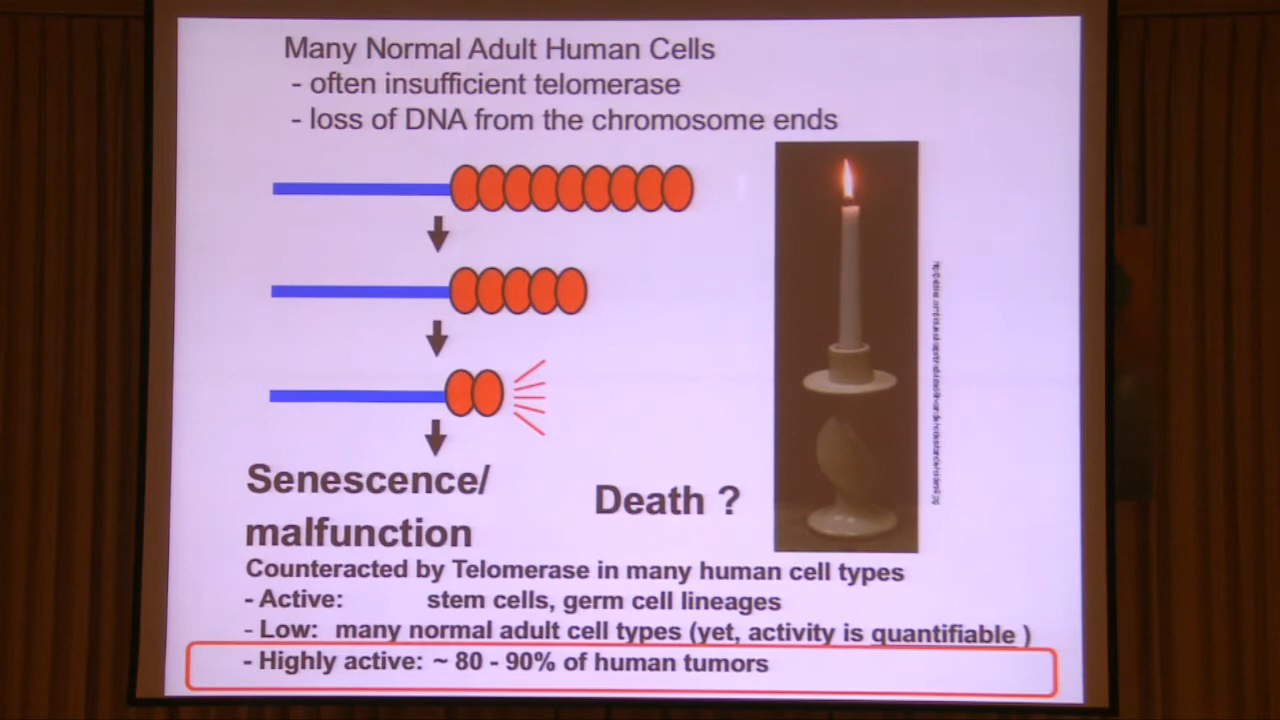 Many Normal Adult Human Cells
- often insufficient telomerase
- loss of DNA from the chromosome ends
Senescence/
malfunction
Death ?
Counteracted by Telomerase in many human cell types
- Active: stem cells, germ cell lineages
- Low: many normal adult cell types (yet, activity is quantifiable )
- Highly active: ~ 80 - 90% of human tumors